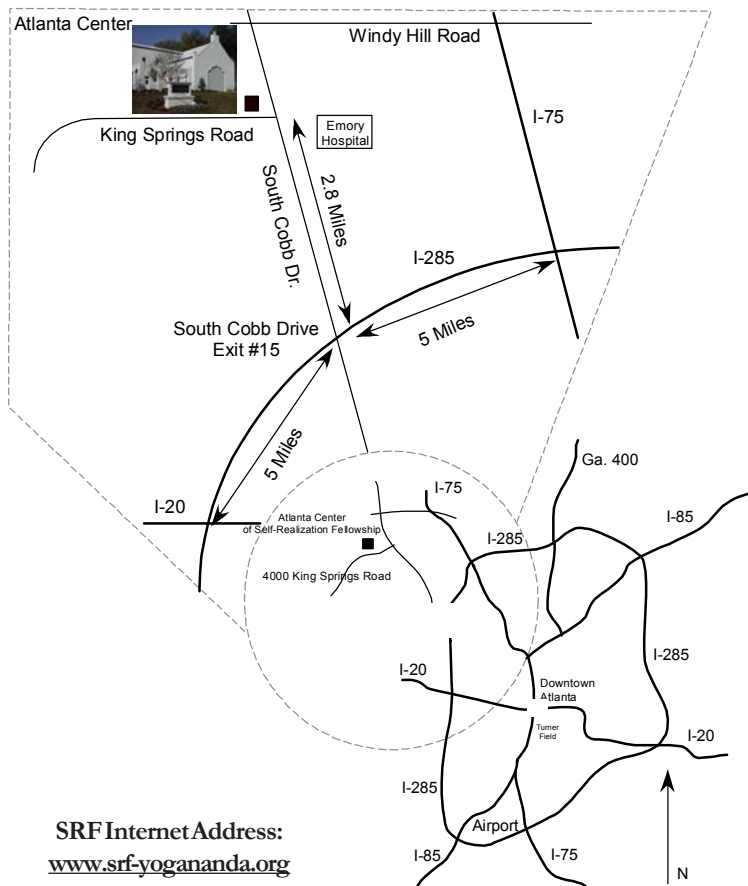 Atlanta Center
Windy Hill Road
I-75
Emory
Hospital
King Springs Road
South Cobb Dr.
2.8 Miles
I-285
5 Miles
South Cobb Drive
Exit #15
5 Miles
I-20
I-75
Ga. 400
Atlanta Center
of Self-Realization Fellowship
I-285
I-85
4000 King Springs Road
I-285
I-20
Downtown
Atlanta
Turner
Field
I-20
I-285
Airport
I-85
I-75
N
SRF Internet Address:
www.srf-yogananda.org